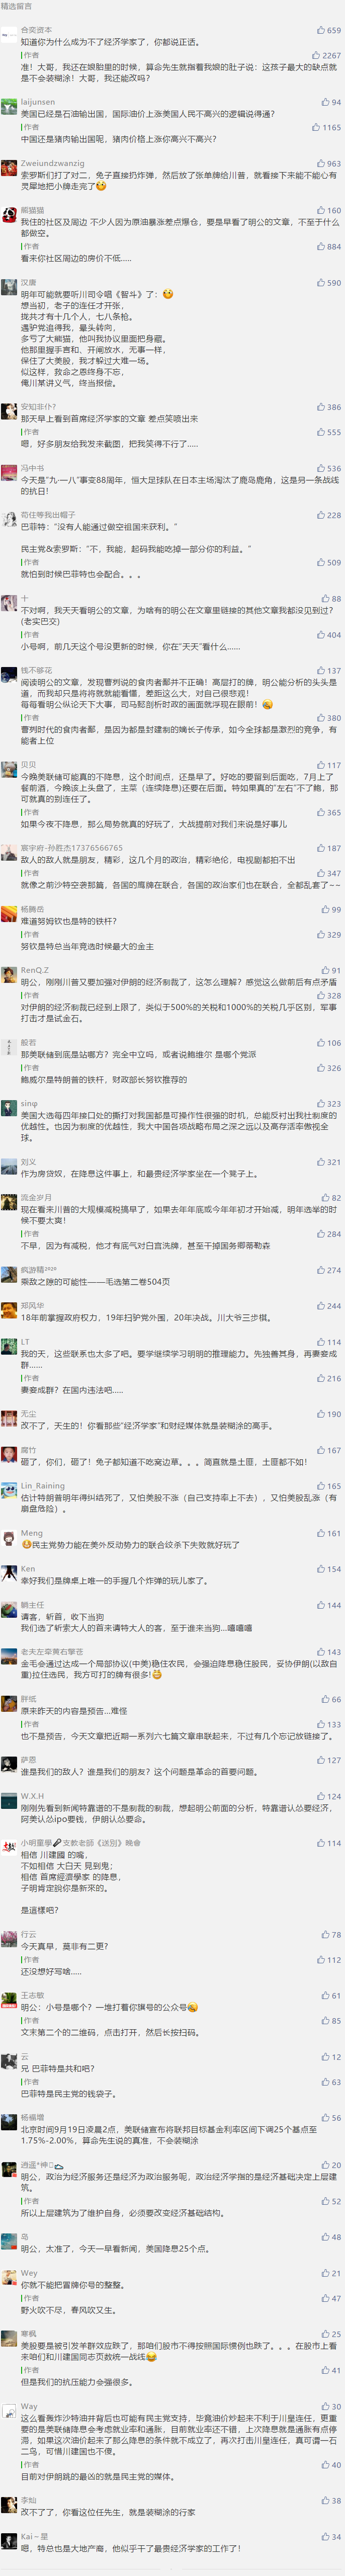 精选留言
仓奖资本 659
知道你为什么成为不了经济学家了，你都说正话。
作者 2267
准！大哥，我还在娘胎里的时候，算命先生就指着我娘的肚子说：这孩子最大的缺点就
是不会装糊涂！大哥，我还能改吗？
laijunsen 94
美国已经是石油输出国，国际油价上涨美国人民不高兴的逻辑说得通？
作者 1165
中国还是猪肉输出国呢，猪肉价格上涨你高兴不高兴？
Zweiundzwanzig 963
索罗斯们打了对二，兔子直接扔炸弹，然后放了张单牌给川普，就看接下来能不能心有
灵犀地把小牌走完了
熊猫猫 160
我住的社区及周边 不少人因为原油暴涨差点爆仓，要是早看了明公的文章，不至于什么
都做空。
作者 884
看来你社区周边的房价不低.....
汉唐 590
明年可能就要听川司令唱《智斗》了：
想当初，老子的连任才开张，
拢共才有十几个人，七八条枪。
遇驴党追得我，晕头转向，
多亏了大熊猫，他叫我协议里面把身藏。
他那里握手言和、开闸放水，无事一样，
保住了大美股，我才躲过大难一场。
似这样，救命之恩终身不忘，
俺川某讲义气，终当报偿。
安知非仆? 386
那天早上看到首席经济学家的文章 差点笑喷出来
作者 555
嗯，好多朋友给我发来截图，把我笑得不行了.....
冯中书 536
今天是“九·一八”事变88周年，恒大足球队在日本主场淘汰了鹿岛鹿角，这是另一条战线
的抗日！
苟住等我出帽子 228
巴菲特：“没有人能通过做空祖国来获利。”
民主党&索罗斯：“不，我能，起码我能吃掉一部分你的利益。”
作者 509
就怕到时候巴菲特也会配合。。。
十 88
不对啊，我天天看明公的文章，为啥有的明公在文章里链接的其他文章我都没见到过？
(老实巴交)
作者 404
小号啊，前几天这个号没更新的时候，你在“天天”看什么......
钱不够花 137
阅读明公的文章，发现曹刿说的食肉者鄙并不正确！高层打的牌，明公能分析的头头是
道，而我却只是将将就就能看懂，差距这么大，对自己很悲观！
每每看明公纵论天下大事，司马懿剖析时政的画面就浮现在眼前！
作者 380
曹刿时代的食肉者鄙，是因为都是封建制的嫡长子传承，如今全球都是激烈的竞争，有
能者上位
贝贝 117
今晚美联储可能真的不降息，这个时间点，还是早了。好吃的要留到后面吃，7月上了
餐前酒，今晚该上头盘了，主菜（连续降息)还要在后面。特如果真的“左右”不了鲍，那
可就真的别连任了。
作者 365
如果今夜不降息，那么局势就真的好玩了，大战提前对我们来说是好事儿
宸宇府-孙胜杰17376566765 187
敌人的敌人就是朋友，精彩，这几个月的政治，精彩绝伦，电视剧都拍不出
作者 347
就像之前沙特空袭那篇，各国的鹰牌在联合，各国的政治家们也在联合，全都乱套了~~
杨腾岳 99
难道努姆钦也是特的铁杆？
作者 329
努钦是特总当年竞选时候最大的金主
RenQ.Z 91
明公，刚刚川普又要加强对伊朗的经济制裁了，这怎么理解？感觉这么做前后有点矛盾
作者 328
对伊朗的经济制裁已经到上限了，类似于500%的关税和1000%的关税几乎区别，军事
打击才是试金石。
般若 106
那美联储到底是站哪方？完全中立吗，或者说鲍维尔 是哪个党派
作者 326
鲍威尔是特朗普的铁杆，财政部长努钦推荐的
sinφ 323
美国大选每四年接口处的撕打对我国都是可操作性很强的时机，总能反衬出我社制度的
优越性。也因为制度的优越性，我大中国各项战略布局之深之远以及高存活率傲视全
球。
刘义 321
作为房贷奴，在降息这件事上，和最贵经济学家坐在一个凳子上。
流金岁月 82
现在看来川普的大规模减税搞早了，如果去年年底或今年年初才开始减，明年选举的时
候不要太爽！
作者 284
不早，因为有减税，他才有底气对白宫洗牌，甚至干掉国务卿蒂勒森
疯游精²⁰²⁰ 274
乘敌之隙的可能性——毛选第二卷504页
郑风华 244
18年前掌握政府权力，19年扫驴党外围，20年决战。川大爷三步棋。
LT 114
我的天，这些联系也太多了吧。要学继续学习明明的推理能力。先独善其身，再妻妾成
群......
作者 216
妻妾成群？在国内违法吧.....
无尘 190
改不了，天生的！你看那些“经济学家”和财经媒体就是装糊涂的高手。
腐竹 167
砸了，你们，砸了！兔子都知道不吃窝边草。。。简直就是土匪，土匪都不如！
Lin_Raining 165
估计特朗普明年得纠结死了，又怕美股不涨（自己支持率上不去），又怕美股乱涨（有
崩盘危险）。
Meng 161
民主党势力能在美外反动势力的联合绞杀下失败就好玩了
Ken 154
幸好我们是牌桌上唯一的手握几个炸弹的玩儿家了。
鹏主任 144
请客，斩首，收下当狗
我们选了斩索大人的首来请特大人的客，至于谁来当狗...嘻嘻嘻
老夫左牵黄右擎苍 143
金毛会通过达成一个局部协议(中美)稳住农民，会强迫降息稳住股民，妥协伊朗(以敌自
重)拉住选民，我方可打的牌有很多!
胖纸 66
原来昨天的内容是预告...难怪
作者 133
也不是预告，今天文章把近期一系列六七篇文章串联起来，不过有几个忘记放链接了。
萨恩 127
谁是我们的敌人？谁是我们的朋友？这个问题是革命的首要问题。
W.X.H 124
刚刚先看到新闻特靠谱的不是制裁的制裁，想起明公前面的分析，特靠谱认怂要经济，
阿美认怂ipo要钱，伊朗认怂要命。
小明童學🎤支教老師《送別》晚會 114
相信 川建國 的嘴，
不如相信 大白天 見到鬼；
相信 首席經濟學家 的降息，
子明肯定說你是新來的。
是這樣吧？
行云 78
今天真早，莫非有二更？
作者 112
还没想好写啥.....
王志敏 61
明公：小号是哪个？一堆打看你旗号的公众号
作者 85
文末第二个的二维码，点击打开，然后长按扫码。
云 12
兄 巴菲特是共和吧？
作者 63
巴菲特是民主党的钱袋子。
杨福增 56
北京时间9月19日凌晨2点，美联储宣布将联邦目标基金利率区间下调25个基点至
1.75%-2.00%，算命先生说的真准，不会装糊涂
逍遥 20
明公，政治为经济服务还是经济为政治服务呢，政治经济学指的是经济基础决定上层建
筑。
作者 52
所以上层建筑为了维护自身，必须要改变经济基础结构。
岛 48
明公，太准了，今天一早看新闻，美国降息25个点。
Wey 21
你就不能把冒牌你号的整整。
作者 47
野火吹不尽，春风吹又生。
寒枫 25
美股要是被引发羊群效应跌了，那咱们股市不得按照国际惯例也跌了。。。在股市上看
来咱们和川建国同志页数统一战线
作者 41
但是我们的抗压能力会强很多。
Way 30
这么看轰炸沙特油井背后也可能有民主党支持，毕竟油价炒起来不利于川皇连任，更重
要的是美联储降息会考虑就业率和通胀，目前就业率还不错，上次降息就是通胀有点停
滞，如果这次油价起来了那么降息的条件就不成立了，再次打击川皇连任，真可谓一石
二鸟，可惜川建国也不傻。
作者 40
目前对伊朗跳的最凶的就是民主党的媒体。
李灿 38
改不了了，你看这位任先生，就是装糊涂的行家
Kai～星 34
嗯，特总也是大地产商，他似乎干了最贵经济学家的工作了！